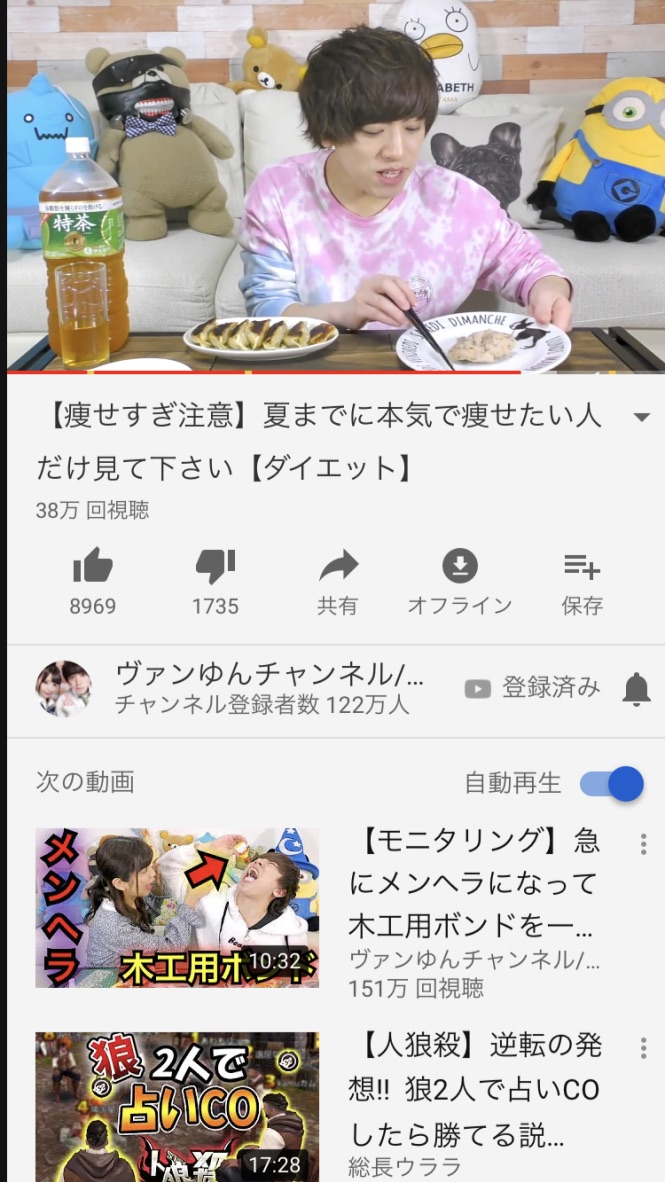 ABETH
特茶
DI DIMANCHE
【痩せすぎ注意】夏までに本気で痩せたい人
だけ見て下さい【ダイエット】
38万 回視聴
8969
1735
共有
オフライン
保存
ヴァンゆんチャンネル/...
チャンネル登録者数 122万人
登録済み
次の動画
自動再生
メンヘラ
木工用ボンド
10:32
【モニタリング】急
にメンヘラになって
木工用ボンドを一...
ヴァンゆんチャンネル/...
151万 回視聴
狼2人で
占いCO
人狼殺
17:28
【人狼殺】逆転の発
想!! 狼2人で占いCO
したら勝てる説...
総長ウララ